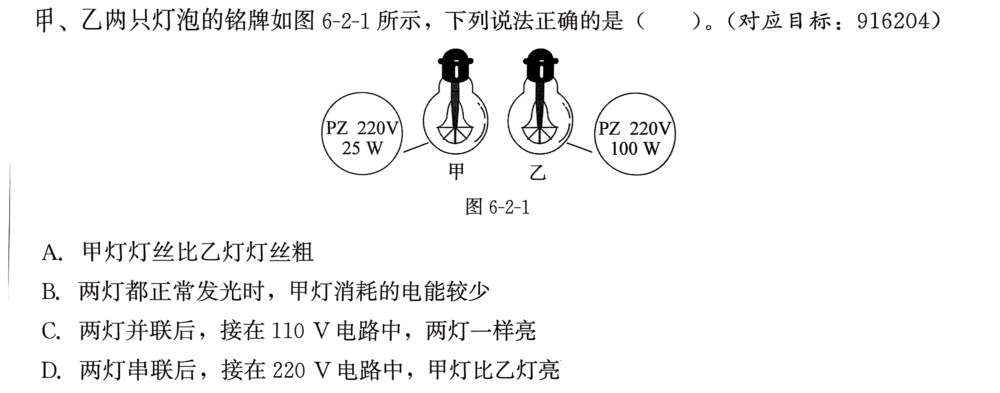 甲、乙两只灯泡的铭牌如图 6-2-1 所示，下列说法正确的是（　　）。（对应目标：916204）
PZ 220V
25 W
PZ 220V
100 W
甲
乙
图 6-2-1
A. 甲灯灯丝比乙灯灯丝粗
B. 两灯都正常发光时，甲灯消耗的电能较少
C. 两灯并联后，接在 110 V 电路中，两灯一样亮
D. 两灯串联后，接在 220 V 电路中，甲灯比乙灯亮